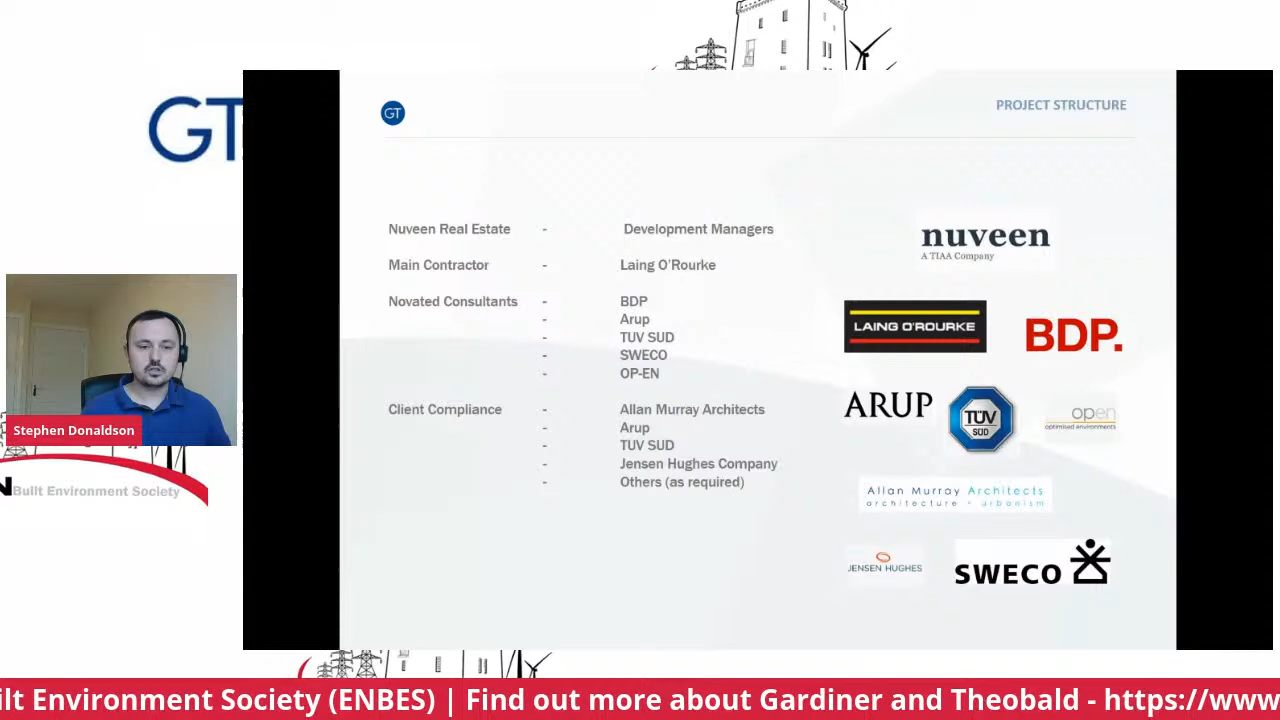 GT
GT
PROJECT STRUCTURE
Nuveen Real Estate - Development Managers
Main Contractor - Laing O'Rourke
Novated Consultants - BDP
- Arup
- TUV SUD
- SWECO
- OP-EN
Client Compliance - Allan Murray Architects
- Arup
- TUV SUD
- Jensen Hughes Company
- Others (as required)
nuveen
A TIAA Company
LAING O'ROURKE
BDP.
ARUP
TÜV
SÜD
open
optimised environments
Allan Murray Architects
architecture - urbanism
JENSEN HUGHES
SWECO
Stephen Donaldson
N Built Environment Society
ilt Environment Society (ENBES) | Find out more about Gardiner and Theobald - https://www